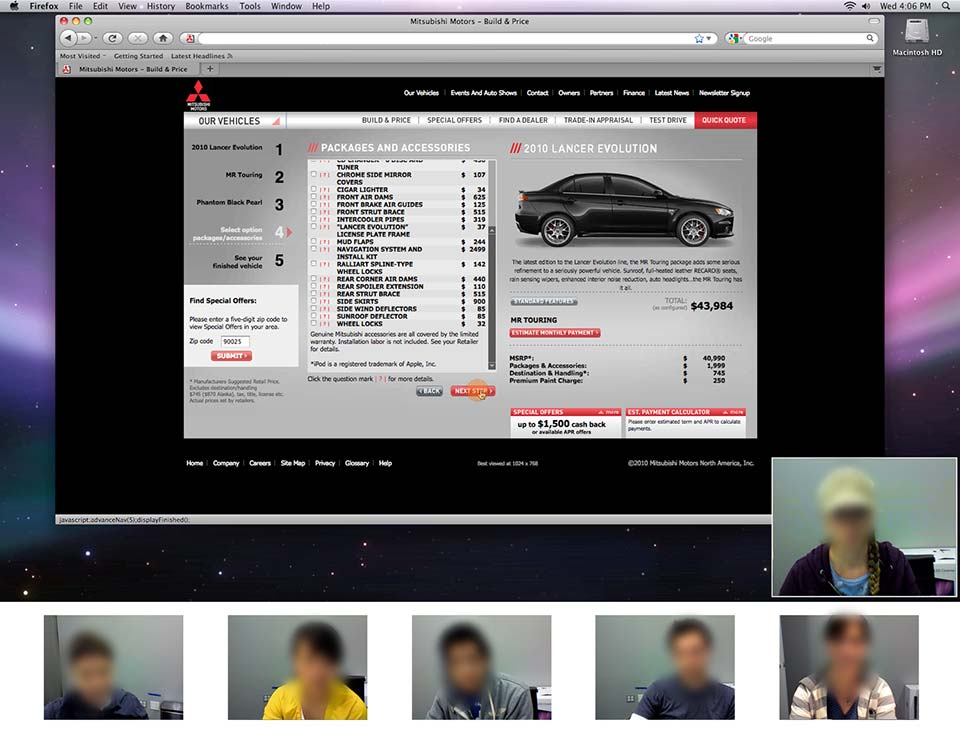 Firefox File Edit View History Bookmarks Tools Window Help
Wed 4:06 PM
Mitsubishi Motors - Build & Price
Google
Macintosh HD
Most Visited Getting Started Latest Headlines
Mitsubishi Motors - Build & Price
MITSUBISHI
MOTORS
Our Vehicles | Events And Auto Shows | Contact | Owners | Partners | Finance | Latest News | Newsletter Signup
OUR VEHICLES
BUILD & PRICE | SPECIAL OFFERS | FIND A DEALER | TRADE-IN APPRAISAL | TEST DRIVE QUICK QUOTE
2010 Lancer Evolution 1
MR Touring 2
Phantom Black Pearl 3
Select option
packages/accessories 4
See your
finished vehicle 5
Find Special Offers:
Please enter a five-digit zip code to
view Special Offers in your area.
Zip code 90025
SUBMIT
* Manufacturers Suggested Retail Price.
Excludes destination/handling
$745 ($870 Alaska), tax, title, license etc.
Actual prices set by retailers.
/// PACKAGES AND ACCESSORIES
TUNER
[ ? ] CHROME SIDE MIRROR COVERS $ 107
[ ? ] CIGAR LIGHTER $ 34
[ ? ] FRONT AIR DAMS $ 625
[ ? ] FRONT BRAKE AIR GUIDES $ 125
[ ? ] FRONT STRUT BRACE $ 515
[ ? ] INTERCOOLER PIPES $ 319
[ ? ] "LANCER EVOLUTION" $ 37
LICENSE PLATE FRAME
[ ? ] MUD FLAPS $ 244
[ ? ] NAVIGATION SYSTEM AND $ 2499
INSTALL KIT
[ ? ] RALLIART SPLINE-TYPE $ 142
WHEEL LOCKS
[ ? ] REAR CORNER AIR DAMS $ 440
[ ? ] REAR SPOILER EXTENSION $ 110
[ ? ] REAR STRUT BRACE $ 515
[ ? ] SIDE SKIRTS $ 900
[ ? ] SIDE WIND DEFLECTORS $ 85
[ ? ] SUNROOF DEFLECTOR $ 85
[ ? ] WHEEL LOCKS $ 32
Genuine Mitsubishi accessories are all covered by the limited
warranty. Installation labor is not included. See your Retailer
for details.
*iPod is a registered trademark of Apple, Inc.
Click the question mark [ ? ] for more details.
BACK NEXT STEP
/// 2010 LANCER EVOLUTION
The latest edition to the Lancer Evolution line, the MR Touring package adds some serious
refinement to a seriously powerful vehicle. Sunroof, full-heated leather RECARO® seats,
rain sensing wipers, enhanced interior noise reduction, auto headlights...the MR Touring has
it all.
STANDARD FEATURES
TOTAL:
(as configured) $43,984
MR TOURING
ESTIMATE MONTHLY PAYMENT
MSRP*: $ 40,990
Packages & Accessories: $ 1,999
Destination & Handling*: $ 745
Premium Paint Charge: $ 250
SPECIAL OFFERS more
up to $1,500 cash back
or available APR offers
EST. PAYMENT CALCULATOR more
Please enter estimated term and APR to calculate
payments.
Home | Company | Careers | Site Map | Privacy | Glossary | Help
Best viewed at 1024 x 768
©2010 Mitsubishi Motors North America, Inc.
javascript:advanceNav(5);displayFinished();